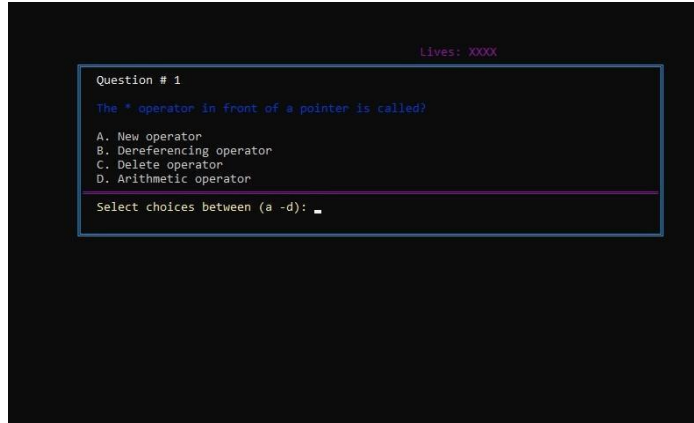 Lives: XXXX
Question # 1
The * operator in front of a pointer is called?
A. New operator
B. Dereferencing operator
C. Delete operator
D. Arithmetic operator
Select choices between (a -d):